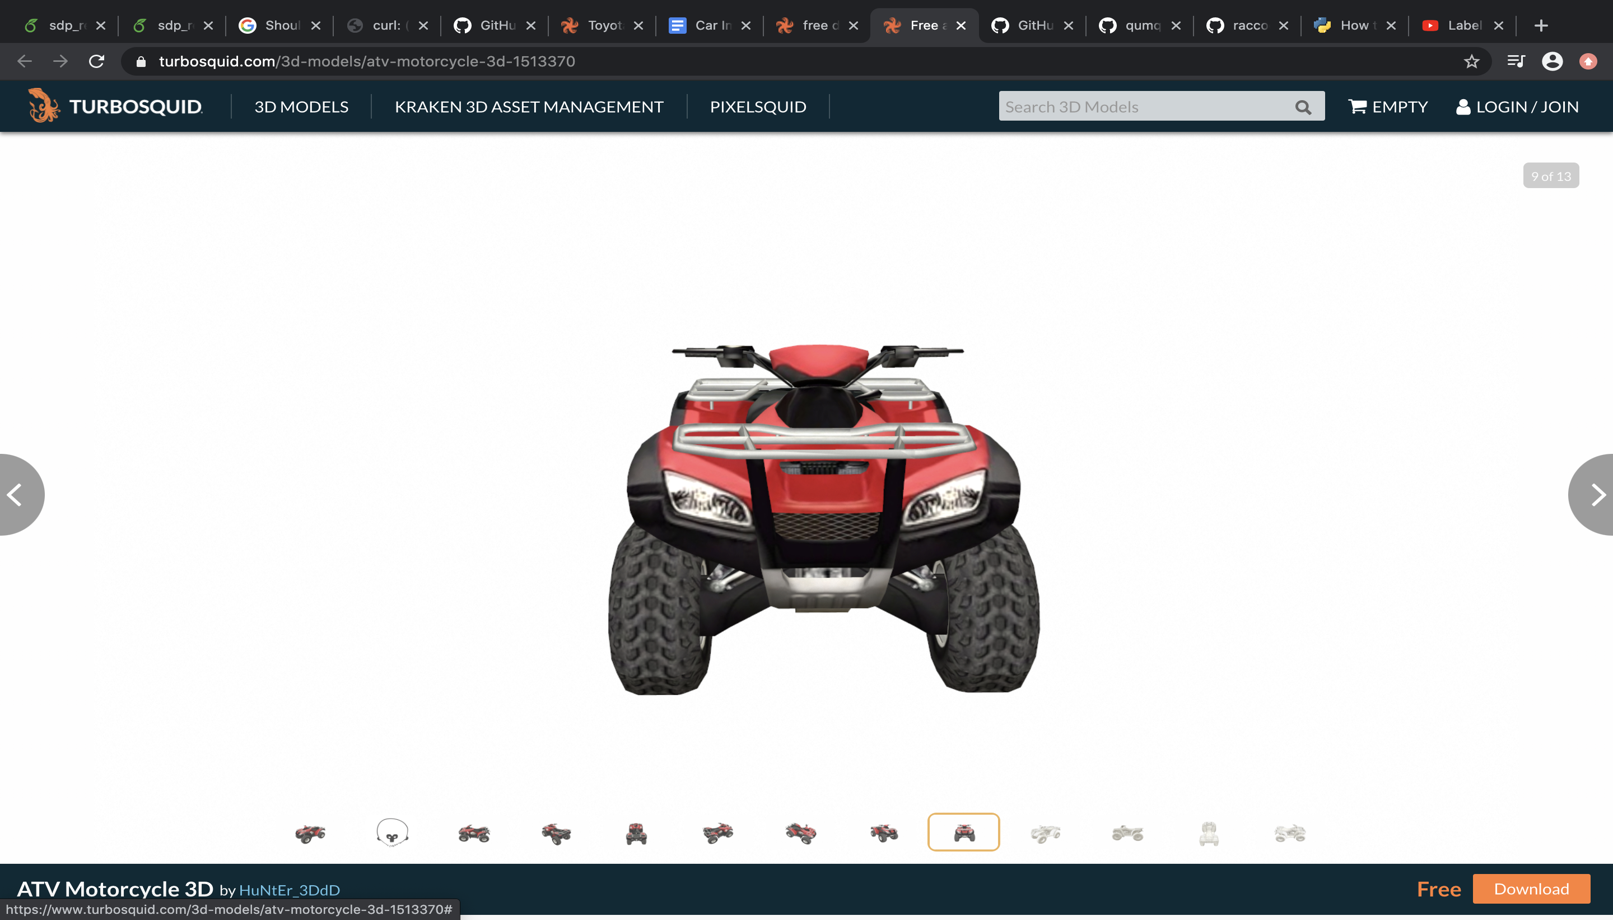 sdp_r
sdp_r
Shoul
curl: (
GitHu
Toyot
Car In
free d
Free a
GitHu
qumq
racco
How t
Label
turbosquid.com/3d-models/atv-motorcycle-3d-1513370
TURBOSQUID
3D MODELS
KRAKEN 3D ASSET MANAGEMENT
PIXELSQUID
Search 3D Models
EMPTY
LOGIN / JOIN
9 of 13
ATV Motorcycle 3D by HuNtEr_3DdD
Free
Download
https://www.turbosquid.com/3d-models/atv-motorcycle-3d-1513370#